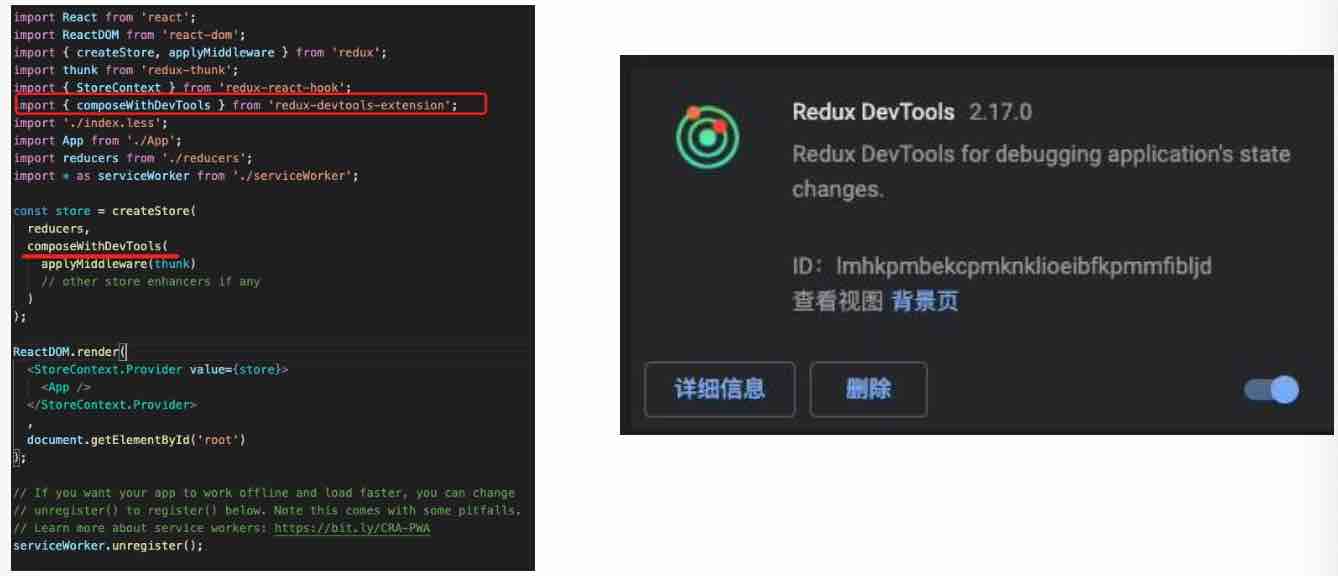 import React from 'react';
import ReactDOM from 'react-dom';
import { createStore, applyMiddleware } from 'redux';
import thunk from 'redux-thunk';
import { StoreContext } from 'redux-react-hook';
import { composeWithDevTools } from 'redux-devtools-extension';
import './index.less';
import App from './App';
import reducers from './reducers';
import * as serviceWorker from './serviceWorker';
const store = createStore(
reducers,
composeWithDevTools(
applyMiddleware(thunk)
// other store enhancers if any
)
);
ReactDOM.render(
<StoreContext.Provider value={store}>
<App />
</StoreContext.Provider>
,
document.getElementById('root')
);
// If you want your app to work offline and load faster, you can change
// unregister() to register() below. Note this comes with some pitfalls.
// Learn more about service workers: https://bit.ly/CRA-PWA
serviceWorker.unregister();
Redux DevTools 2.17.0
Redux DevTools for debugging application's state
changes.
ID：lmhkpmbekcpmknklioeibfkpmmfibljd
查看视图 背景页
详细信息
删除